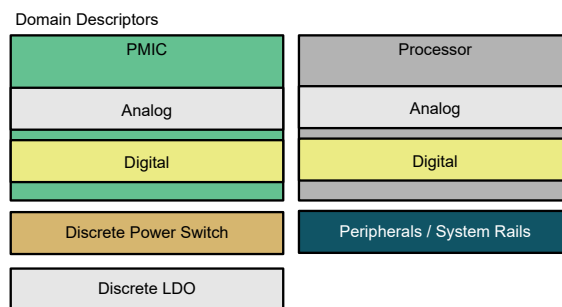 Domain Descriptors
PMIC
Analog
Digital
Discrete Power Switch
Discrete LDO
Processor
Analog
Digital
Peripherals / System Rails